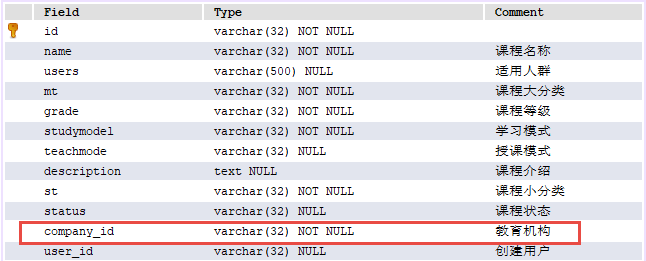 Field Type Comment
id varchar(32) NOT NULL
name varchar(32) NOT NULL 课程名称
users varchar(500) NULL 适用人群
mt varchar(32) NOT NULL 课程大分类
grade varchar(32) NOT NULL 课程等级
studymodel varchar(32) NOT NULL 学习模式
teachmode varchar(32) NULL 授课模式
description text NULL 课程介绍
st varchar(32) NOT NULL 课程小分类
status varchar(32) NULL 课程状态
company_id varchar(32) NOT NULL 教育机构
user_id varchar(32) NULL 创建用户